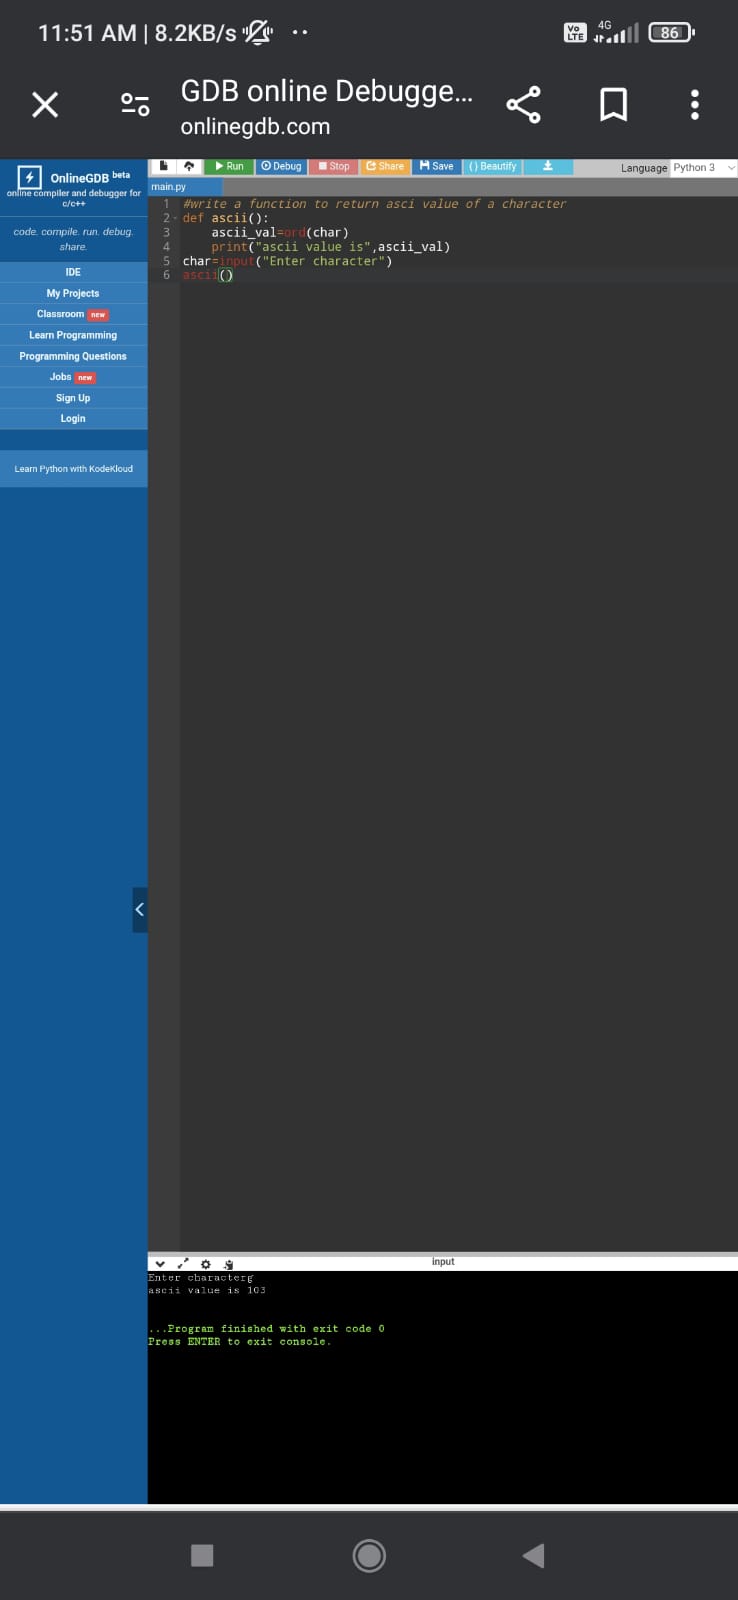 11:51 AM | 8.2KB/s
Vo LTE 4G 86
GDB online Debugge...
onlinegdb.com
OnlineGDB beta
online compiler and debugger for c/c++
code. compile. run. debug. share.
IDE
My Projects
Classroom new
Learn Programming
Programming Questions
Jobs new
Sign Up
Login
Learn Python with KodeKloud
Run Debug Stop Share Save { } Beautify Language Python 3
main.py
1 #write a function to return asci value of a character
2 def ascii():
3     ascii_val=ord(char)
4     print("ascii value is",ascii_val)
5 char=input("Enter character")
6 ascii()
input
Enter characterg
ascii value is 103
...Program finished with exit code 0
Press ENTER to exit console.